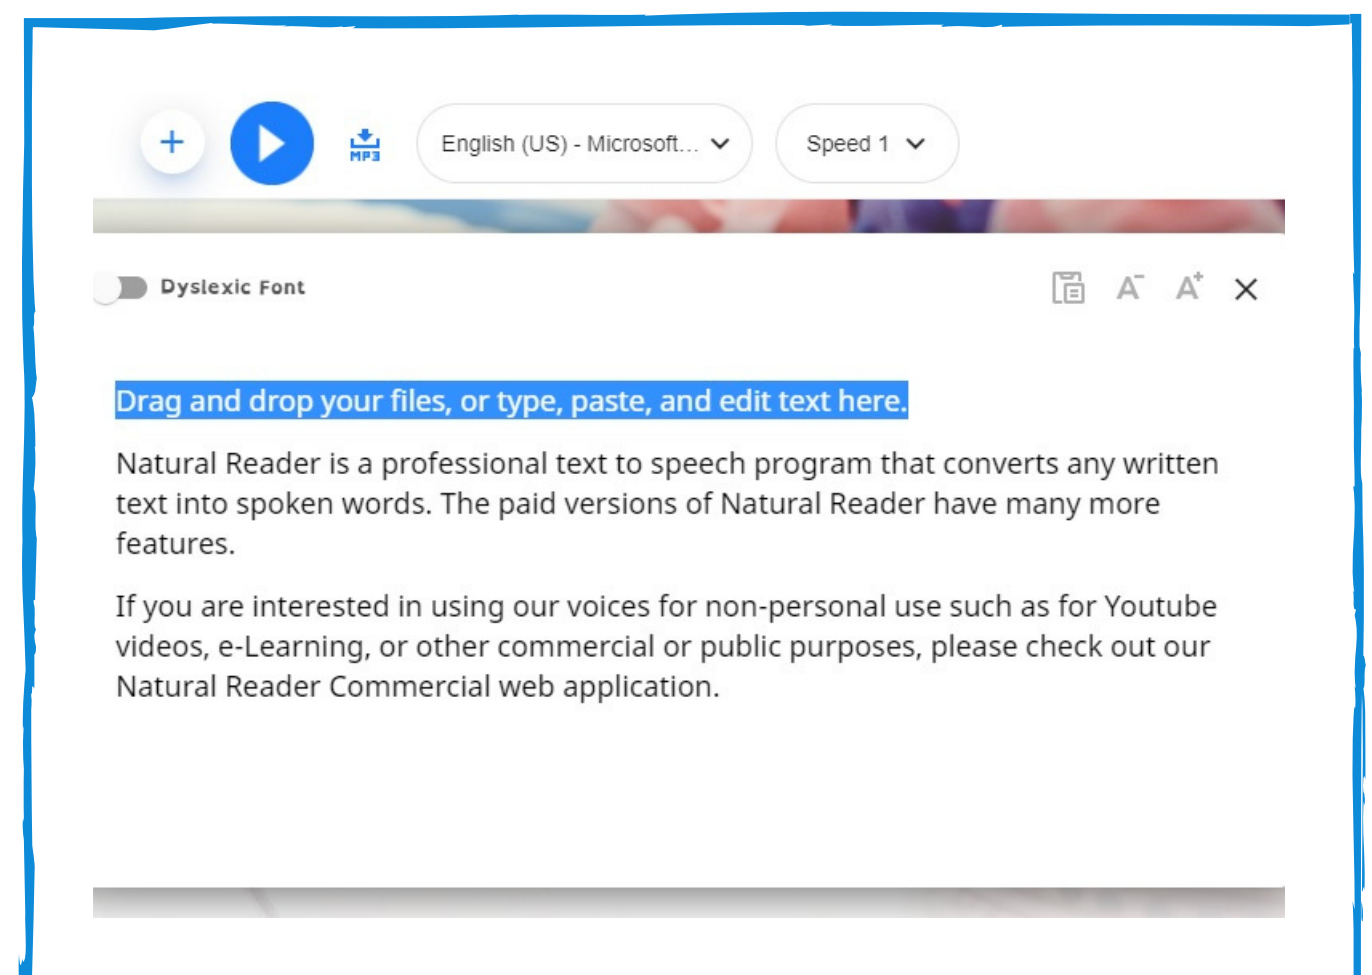 MP3
English (US) - Microsoft...
Speed 1
Dyslexic Font
A-
A+
Drag and drop your files, or type, paste, and edit text here.
Natural Reader is a professional text to speech program that converts any written
text into spoken words. The paid versions of Natural Reader have many more
features.
If you are interested in using our voices for non-personal use such as for Youtube
videos, e-Learning, or other commercial or public purposes, please check out our
Natural Reader Commercial web application.